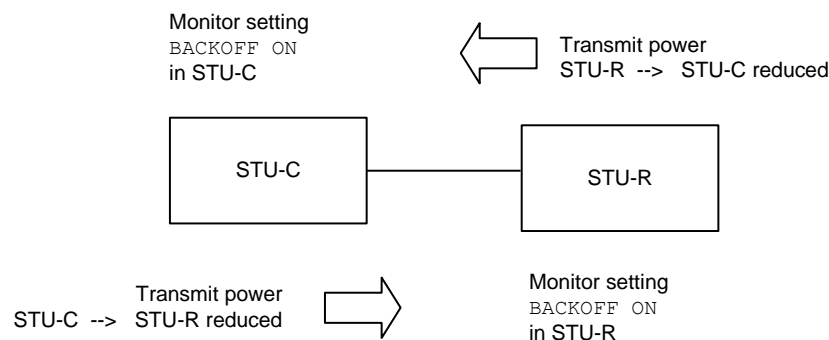 Monitor setting
BACKOFF ON
in STU-C
Transmit power
STU-R --> STU-C reduced
STU-C
STU-R
Transmit power
STU-C --> STU-R reduced
Monitor setting
BACKOFF ON
in STU-R